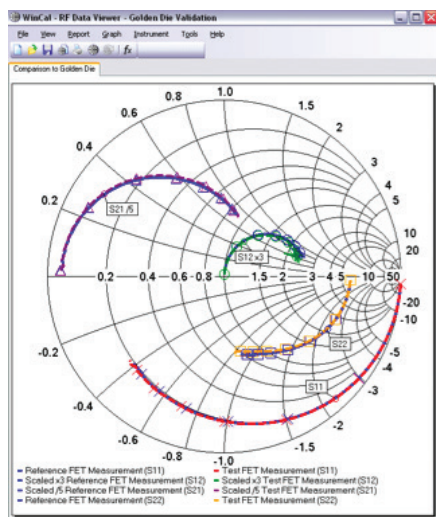 WinCal - RF Data Viewer - Golden Die Validation
File View Report Graph Instrument Tools Help
fx
Comparison to Golden Die
1.0
0.8 1.5
0.6 2
0.4 3
4
0.2 5
S21 /5
10
20
S12 x3
0.2 0.4 0.6 0.8 1.5 2 3 4 5 10 20 50
-20
-0.2 -10
S22
-5
S11 -4
-0.4 -3
-0.6 -2
-0.8 -1.5
-1.0
Reference FET Measurement (S11) Test FET Measurement (S11)
Scaled x3 Reference FET Measurement (S12) Scaled x3 Test FET Measurement (S12)
Scaled /5 Reference FET Measurement (S21) Scaled /5 Test FET Measurement (S21)
Reference FET Measurement (S22) Test FET Measurement (S22)